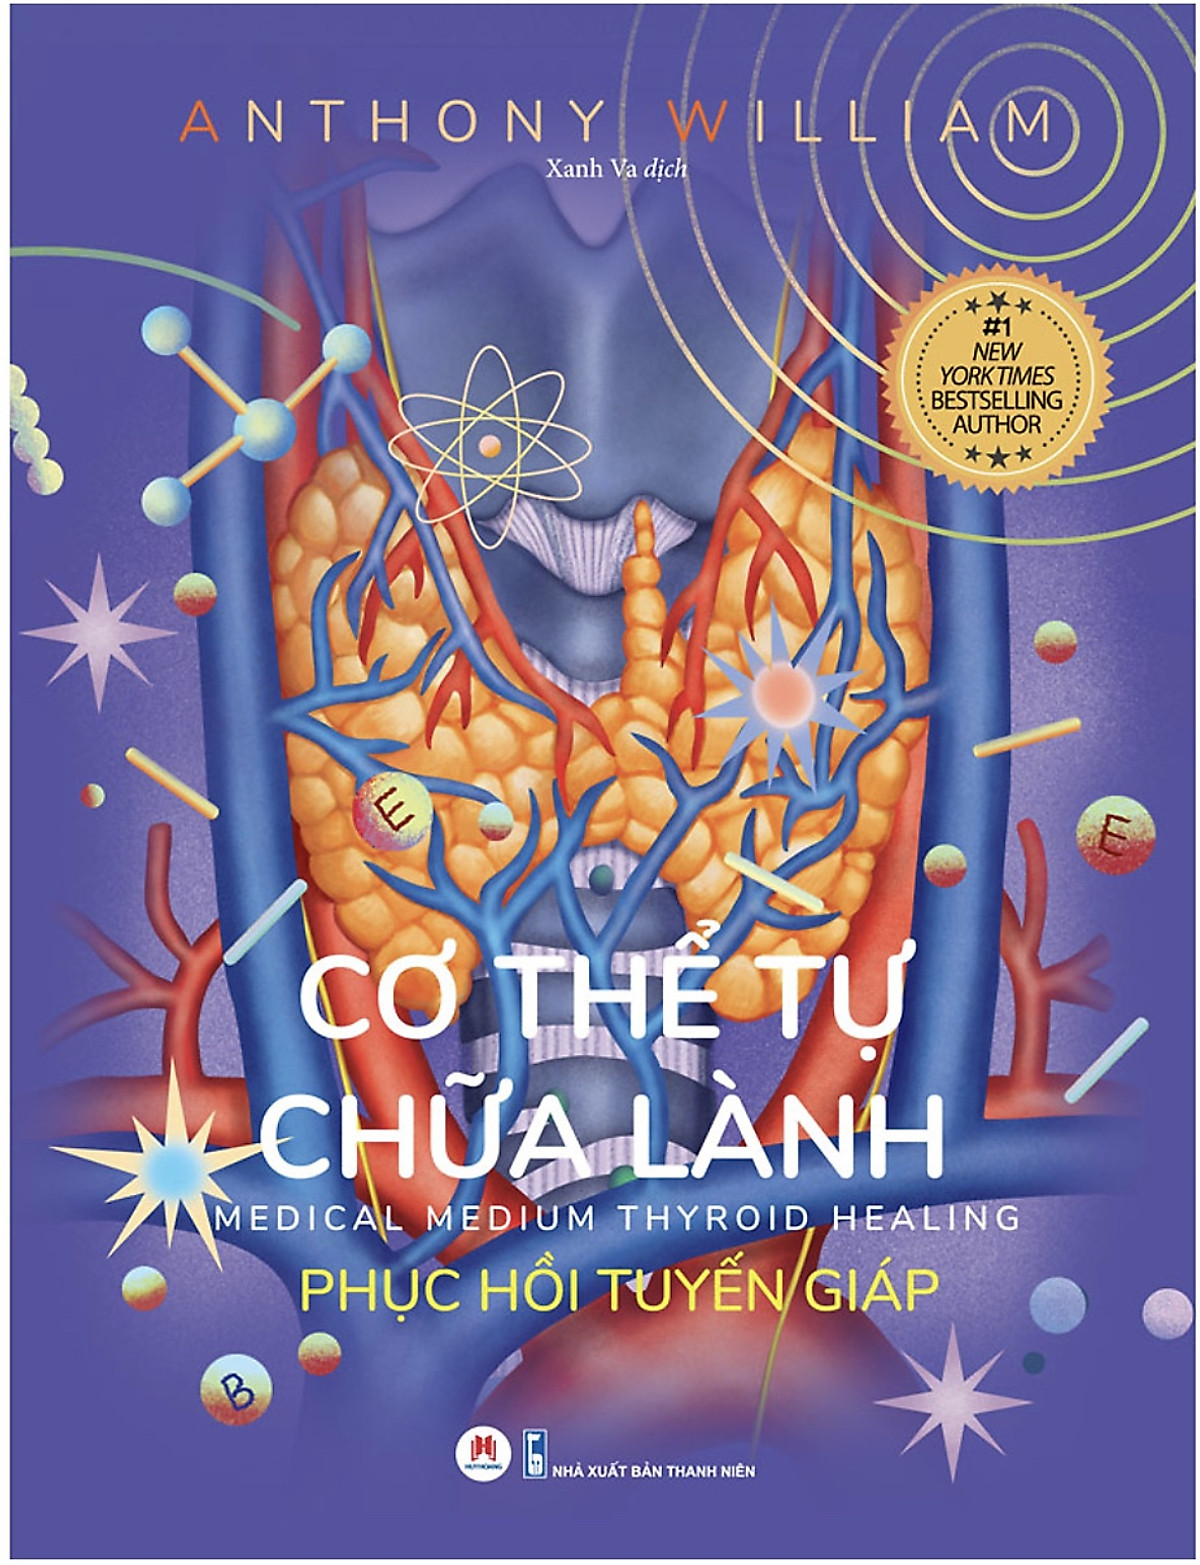 ANTHONY WILLIAM
Xanh Va dịch
#1
NEW
YORK TIMES
BESTSELLING
AUTHOR
E
E
CƠ THỂ TỰ
CHỮA LÀNH
MEDICAL MEDIUM THYROID HEALING
PHỤC HỒI TUYẾN GIÁP
B
HUYHOANG
NHÀ XUẤT BẢN THANH NIÊN